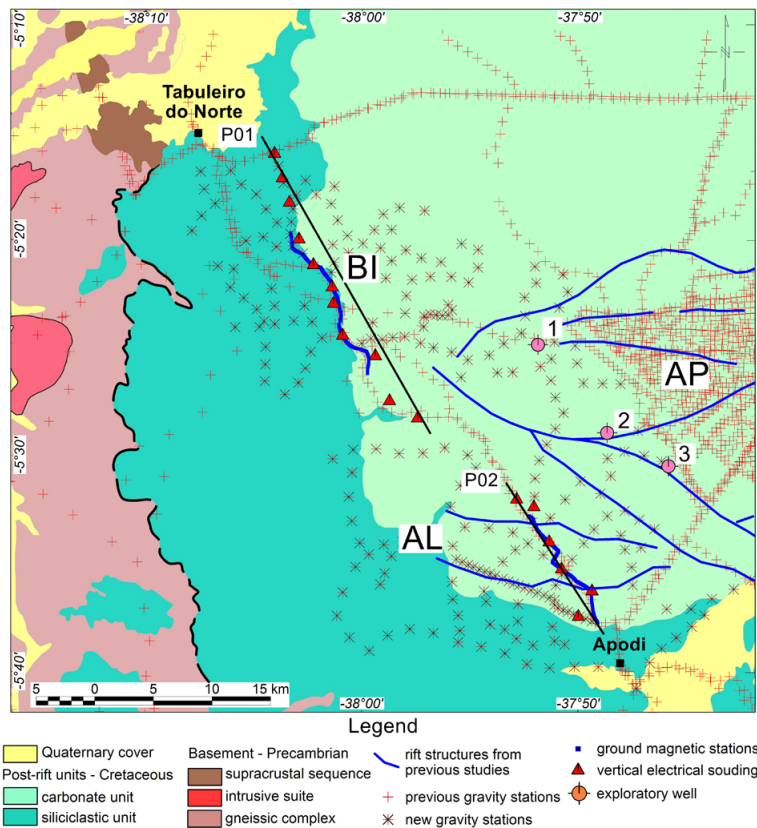 -38°10'
-38°00'
-37°50'
-5°10'
N
Tabuleiro
do Norte
P01
-5°20'
BI
1
AP
2
-5°30'
3
P02
AL
Apodi
-5°40'
5 0 5 10 15 km
-38°00'
-37°50'
Legend
Quaternary cover
Post-rift units - Cretaceous
carbonate unit
siliciclastic unit
Basement - Precambrian
supracrustal sequence
intrusive suite
gneissic complex
rift structures from
previous studies
previous gravity stations
new gravity stations
ground magnetic stations
vertical electrical souding
exploratory well